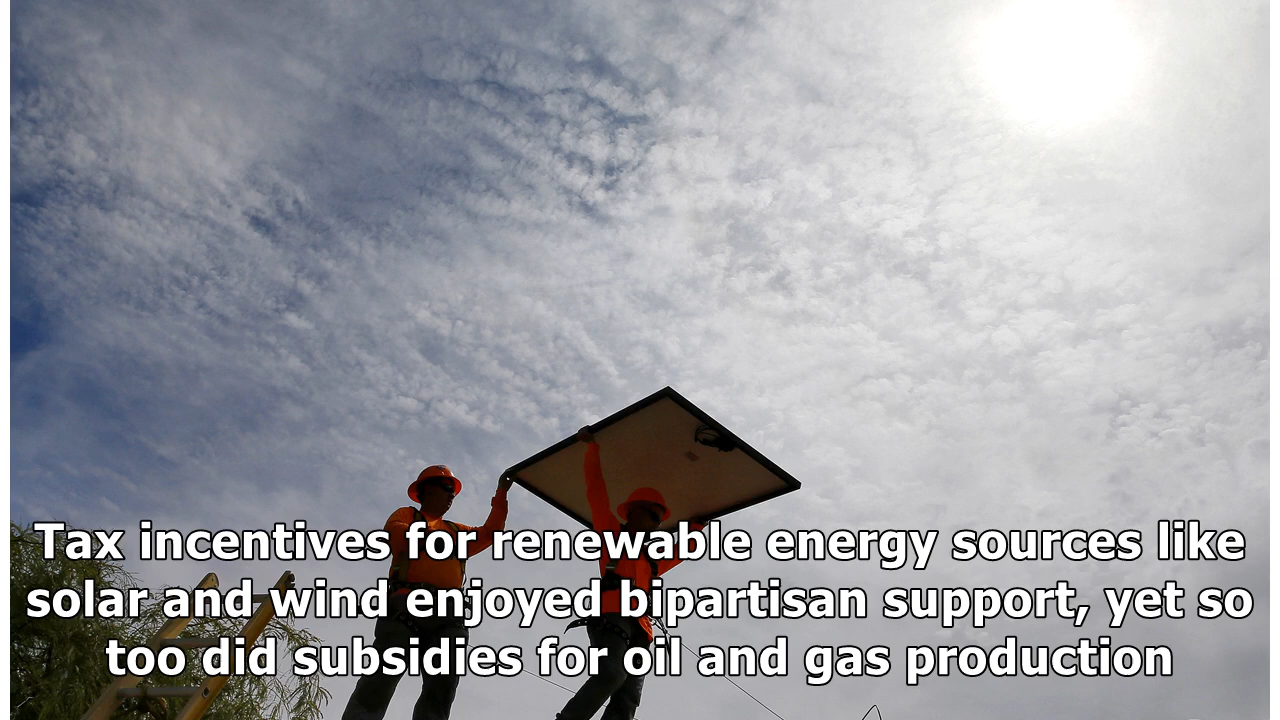 Tax incentives for renewable energy sources like
solar and wind enjoyed bipartisan support, yet so
too did subsidies for oil and gas production